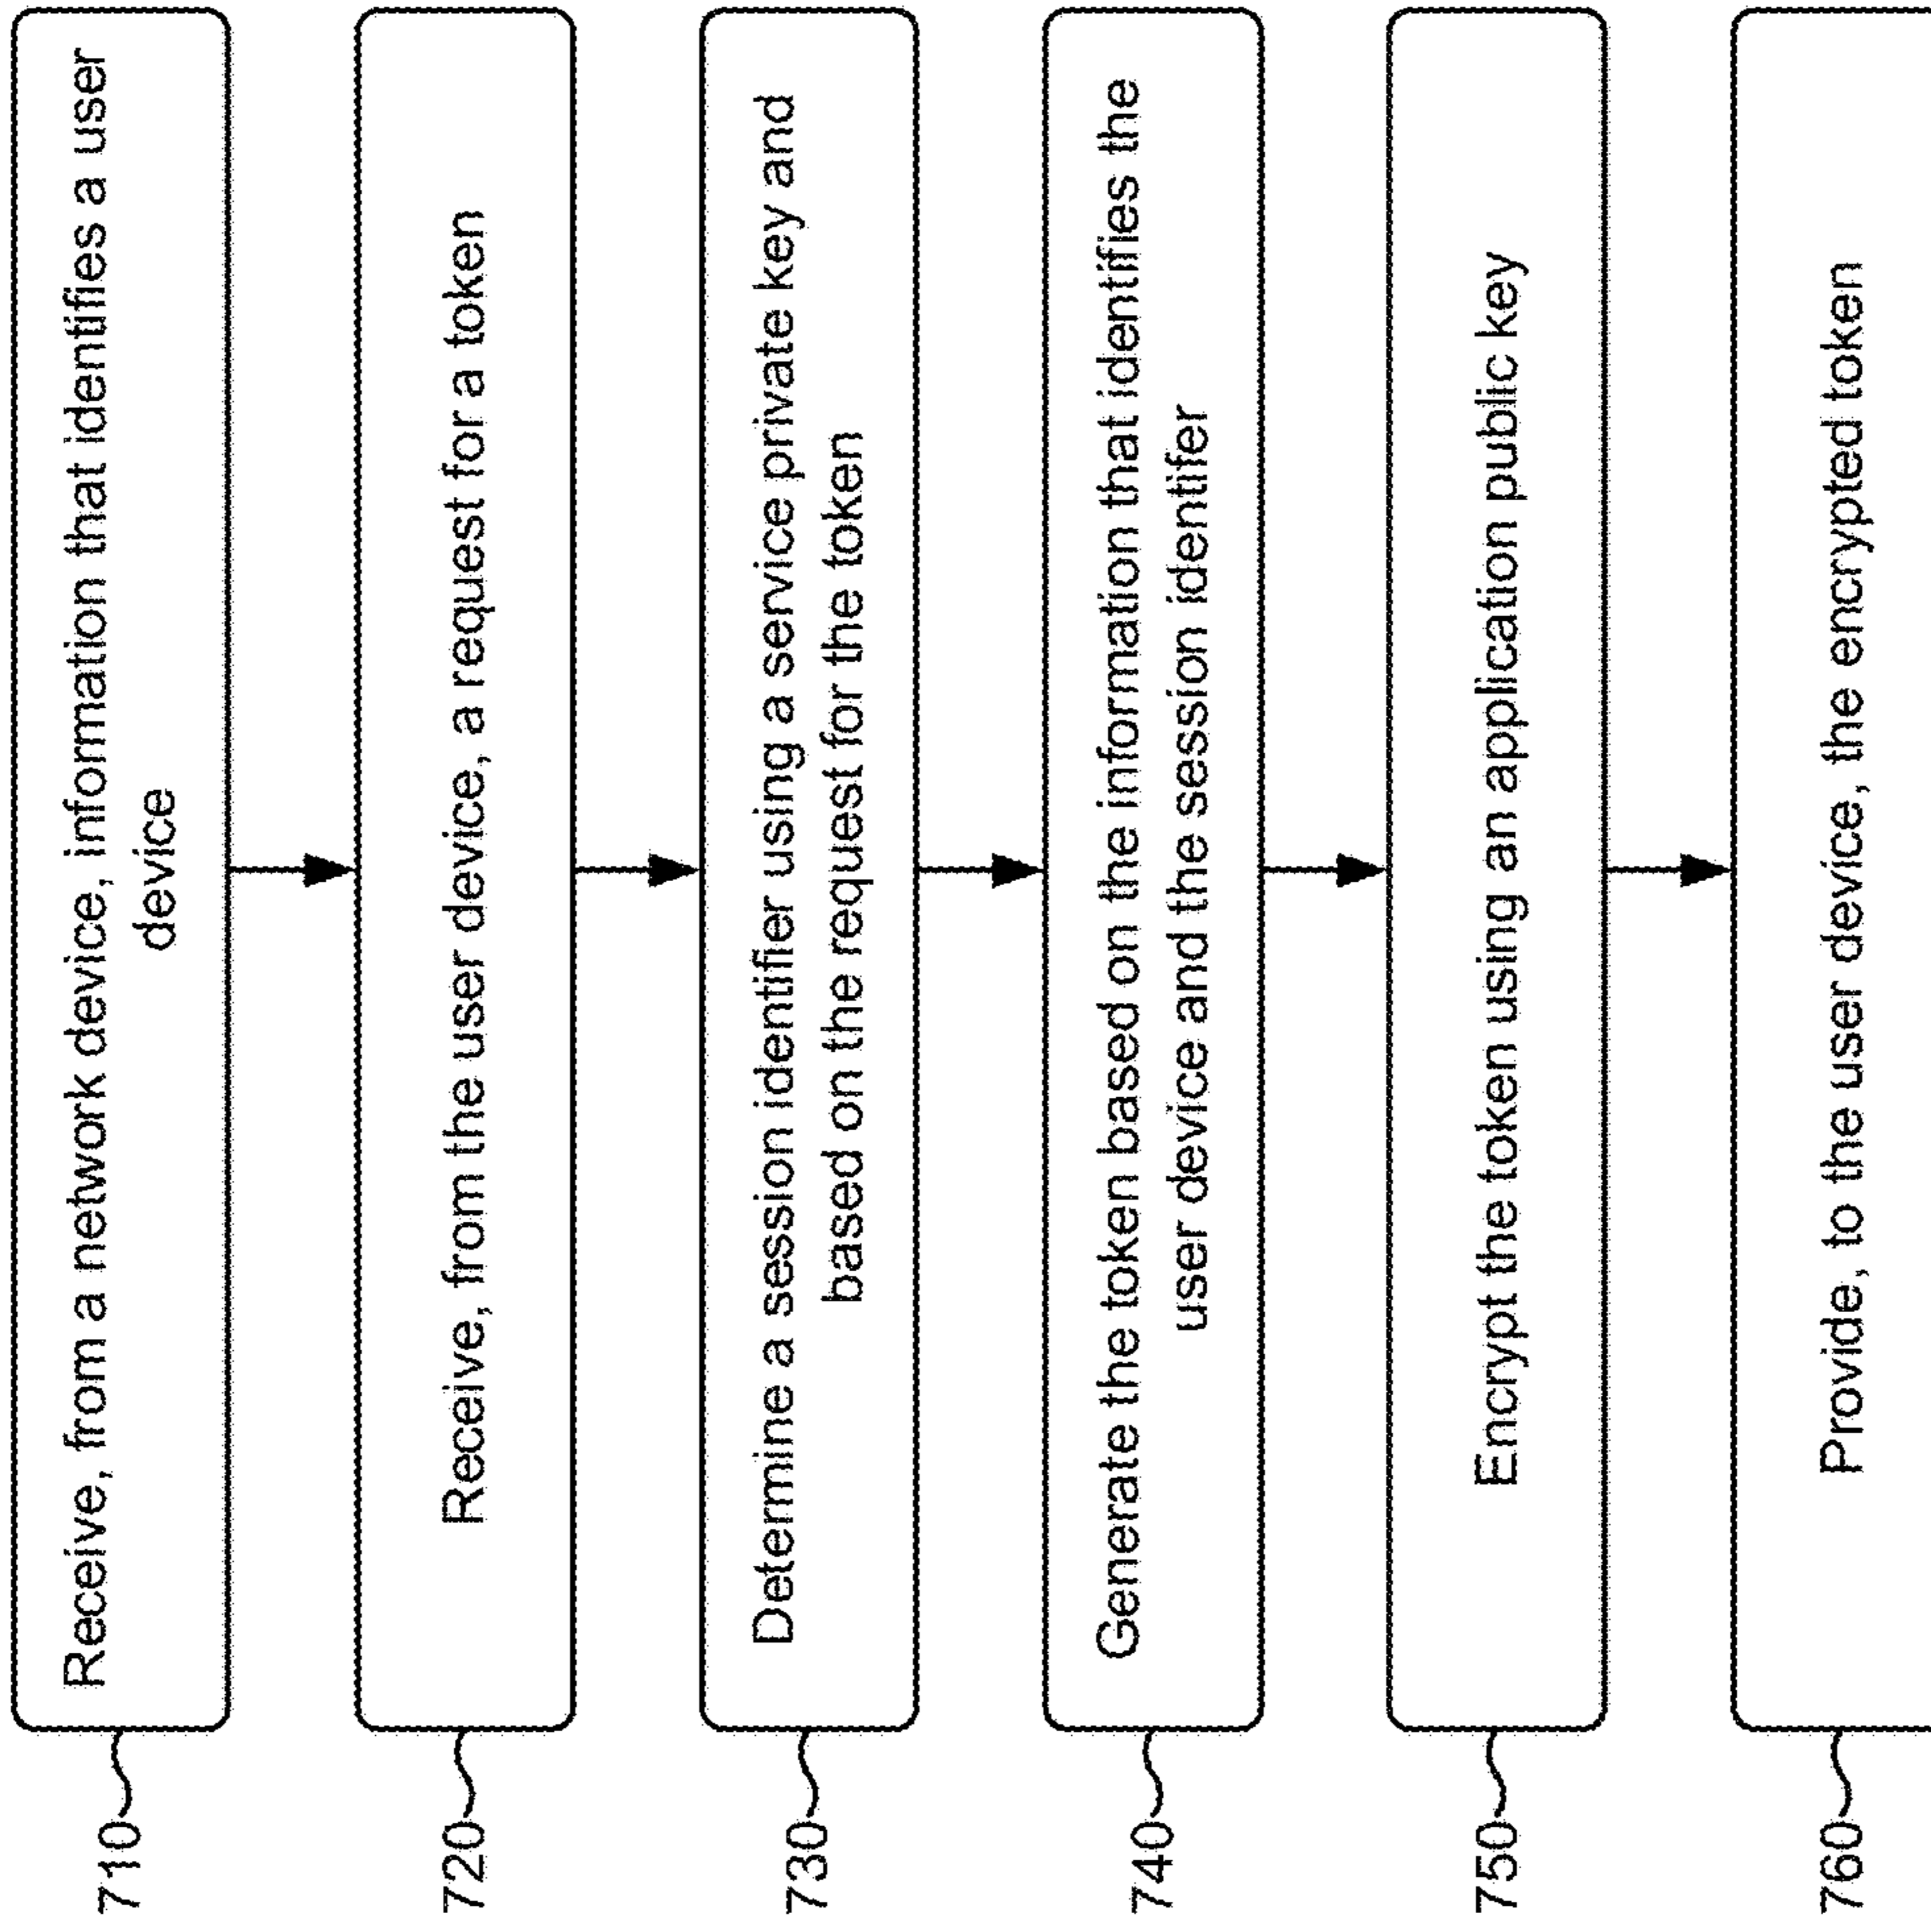 710
Receive, from a network device, information that identifies a user
device
720
Receive, from the user device, a request for a token
730
Determine a session identifier using a service private key and
based on the request for the token
740
Generate the token based on the information that identifies the
user device and the session identifer
750
Encrypt the token using an application public key
760
Provide, to the user device, the encrypted token